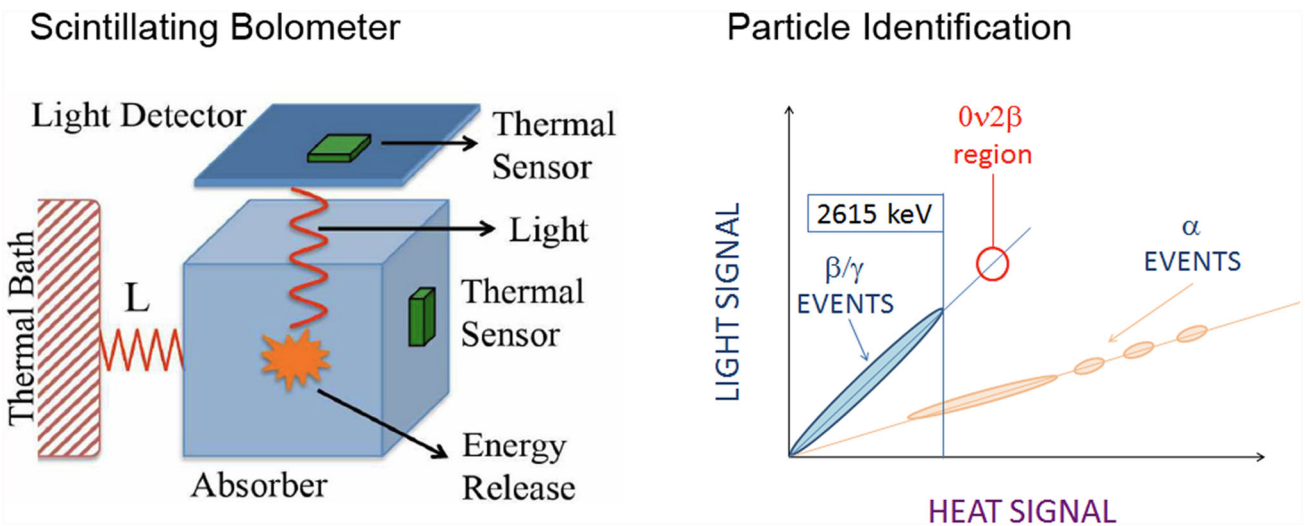 Scintillating Bolometer
Light Detector
Thermal
Sensor
Light
Thermal
Sensor
Thermal Bath
L
Energy
Release
Absorber
Particle Identification
0ν2β
region
2615 keV
β/γ
EVENTS
α
EVENTS
LIGHT SIGNAL
HEAT SIGNAL